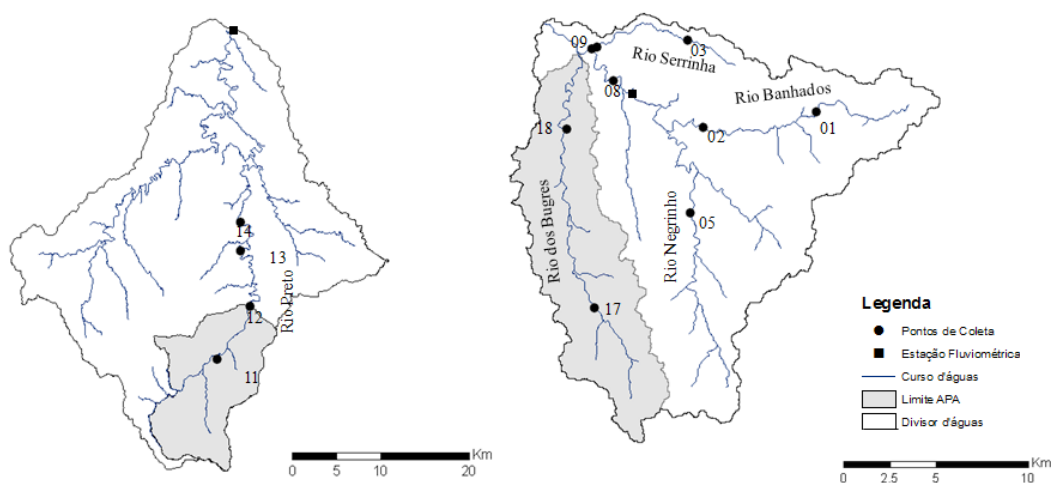 14
13
Rio Preto
12
11
Km
0 5 10 20
09
03
Rio Serrinha
08
Rio Banhados
01
02
18
Rio dos Bugres
Rio Negrinho
05
17
Legenda
Pontos de Coleta
Estação Fluviométrica
Curso d'águas
Limite APA
Divisor d'águas
Km
0 2.5 5 10